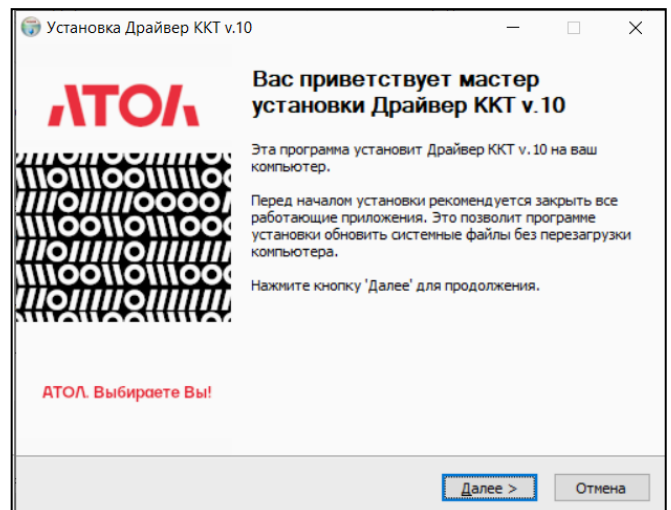 Установка Драйвер ККТ v.10
АТОЛ
Вас приветствует мастер
установки Драйвер ККТ v.10
Эта программа установит Драйвер ККТ v.10 на ваш
компьютер.
Перед началом установки рекомендуется закрыть все
работающие приложения. Это позволит программе
установки обновить системные файлы без перезагрузки
компьютера.
Нажмите кнопку 'Далее' для продолжения.
АТОЛ. Выбираете Вы!
Далее >
Отмена